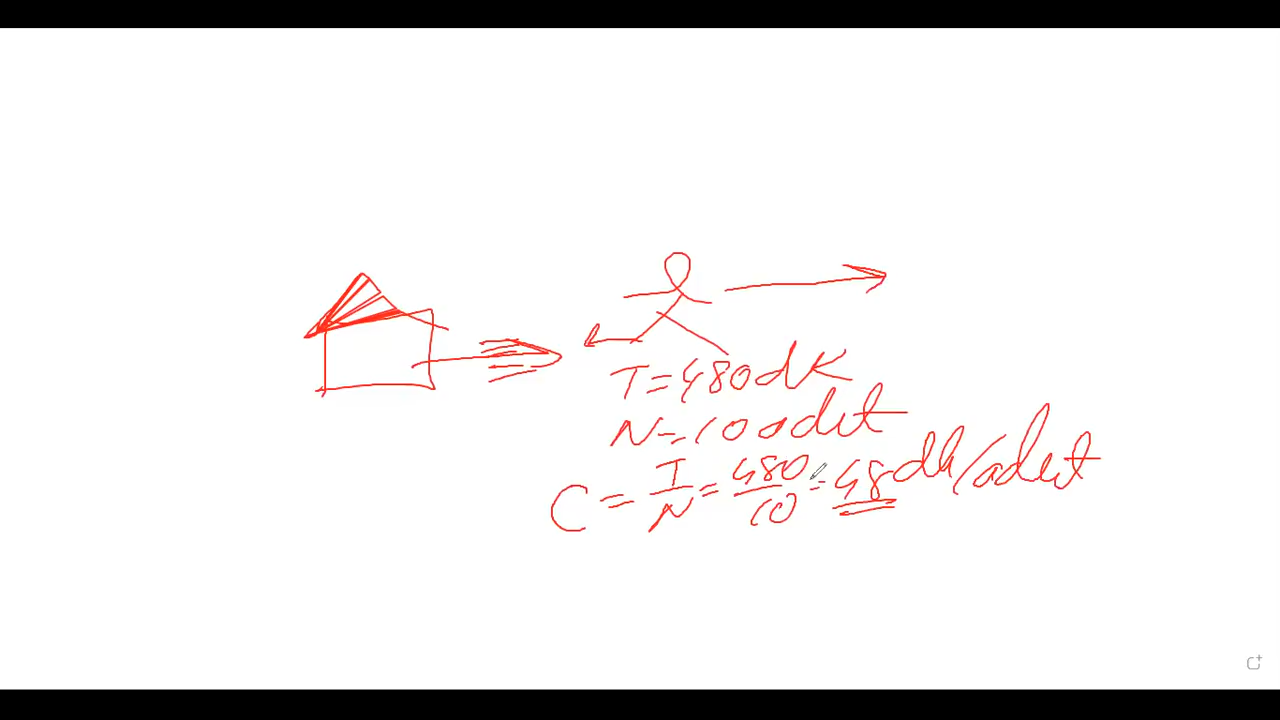 T = 480 dk
N = 10 adet
C = T/N = 480/10 = 48 dk/adet